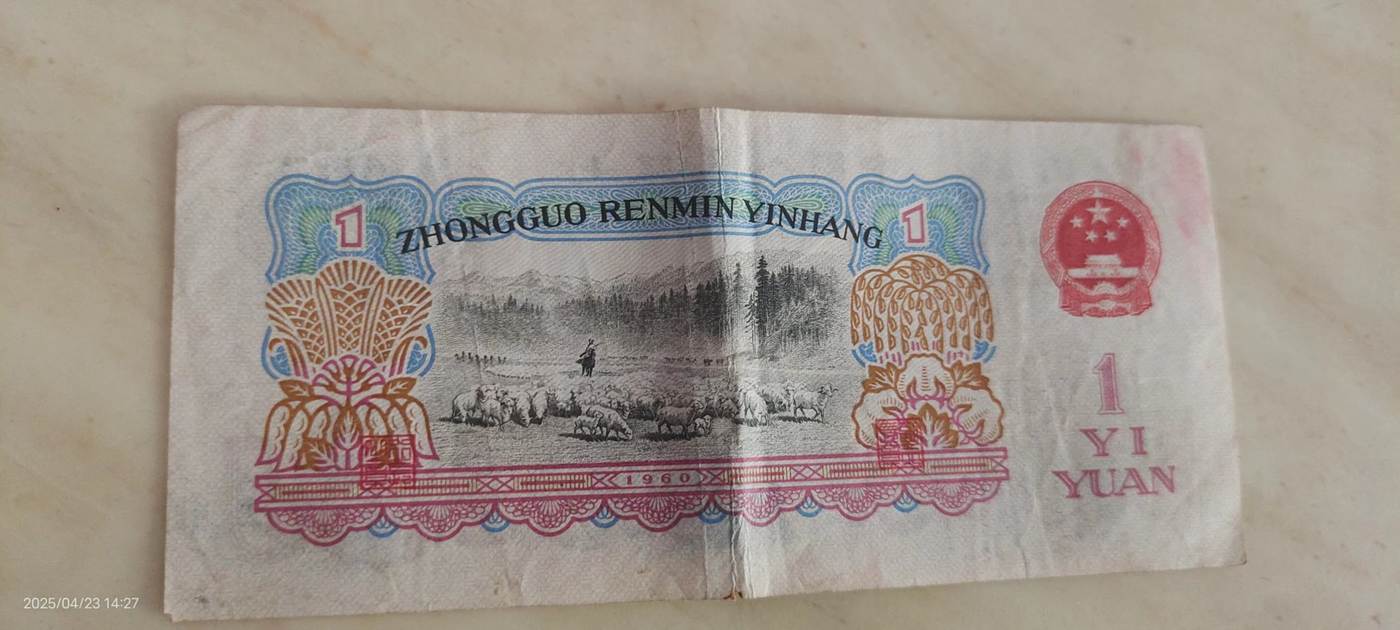 1
ZHONGGUO RENMIN YINHANG
1
1960
1
YI
YUAN
2025/04/23 14:27